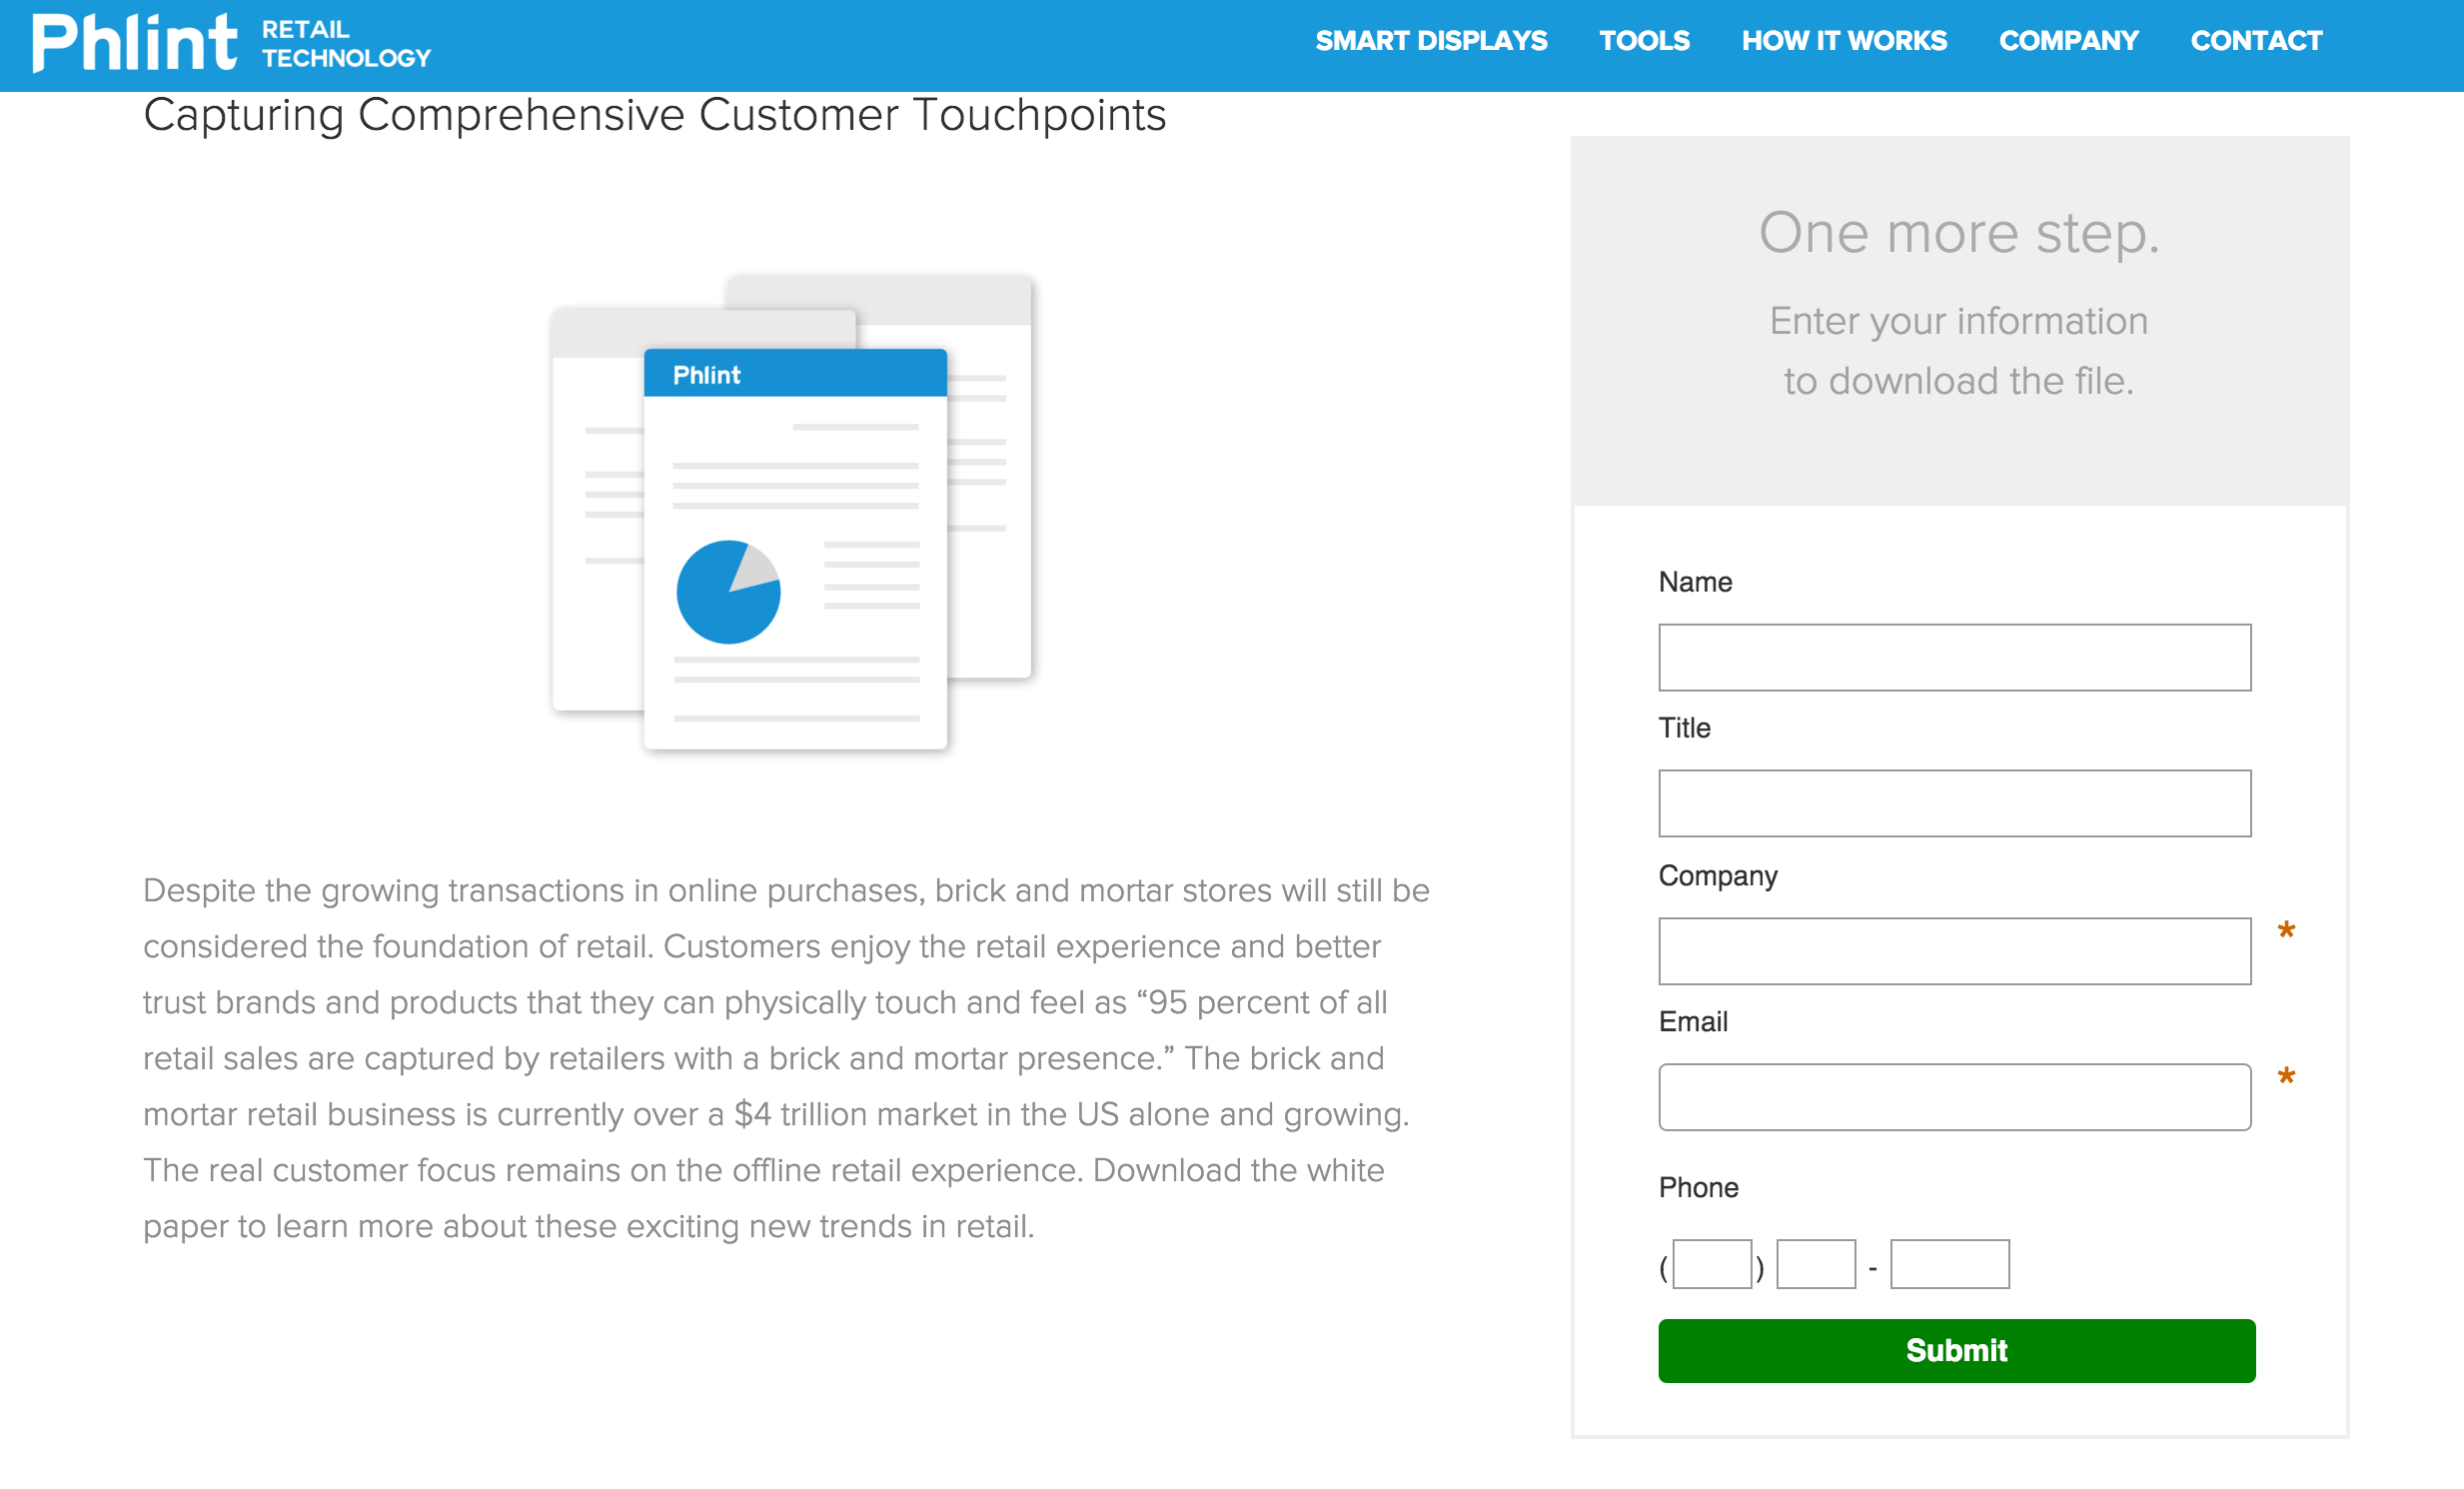 Phlint
RETAIL
TECHNOLOGY
SMART DISPLAYS TOOLS HOW IT WORKS COMPANY CONTACT
Capturing Comprehensive Customer Touchpoints
Phlint
Despite the growing transactions in online purchases, brick and mortar stores will still be
considered the foundation of retail. Customers enjoy the retail experience and better
trust brands and products that they can physically touch and feel as “95 percent of all
retail sales are captured by retailers with a brick and mortar presence.” The brick and
mortar retail business is currently over a $4 trillion market in the US alone and growing.
The real customer focus remains on the offline retail experience. Download the white
paper to learn more about these exciting new trends in retail.
One more step.
Enter your information
to download the file.
Name
Title
Company
*
Email
*
Phone
( ) -
Submit